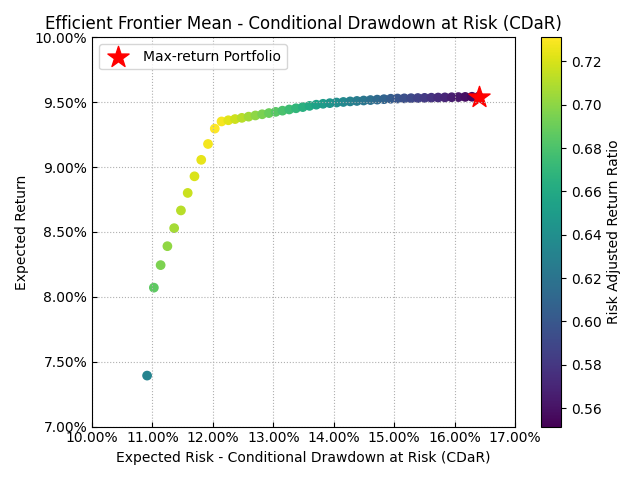 Efficient Frontier Mean - Conditional Drawdown at Risk (CDaR)
Max-return Portfolio
10.00%
9.50%
9.00%
8.50%
8.00%
7.50%
7.00%
Expected Return
10.00% 11.00% 12.00% 13.00% 14.00% 15.00% 16.00% 17.00%
Expected Risk - Conditional Drawdown at Risk (CDaR)
0.72
0.70
0.68
0.66
0.64
0.62
0.60
0.58
0.56
Risk Adjusted Return Ratio